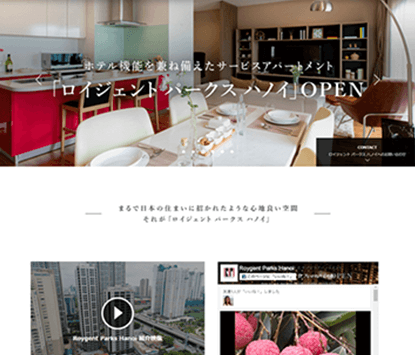 ホテル機能を兼ね備えたサービスアパートメント
「ロイジェント パークス ハノイ」OPEN
CONTACT
まるで日本の住まいに招かれたような心地良い空間
それが「ロイジェント パークス ハノイ」
Roygent Parks Hanoi 紹介映像
Roygent Parks Hanoi